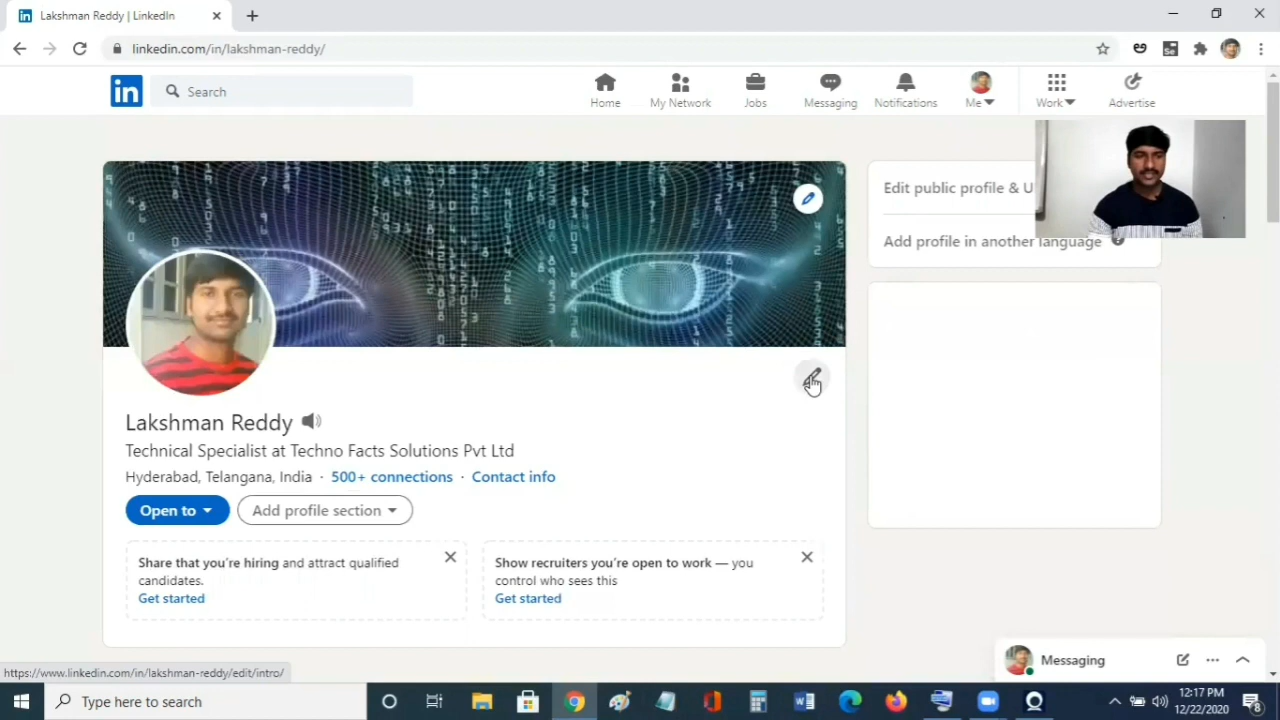 Lakshman Reddy | LinkedIn
linkedin.com/in/lakshman-reddy/
Se
in
Search
Home
My Network
Jobs
Messaging
Notifications
Me
Work
Advertise
Edit public profile & U
Add profile in another language
Lakshman Reddy
Technical Specialist at Techno Facts Solutions Pvt Ltd
Hyderabad, Telangana, India · 500+ connections · Contact info
Open to
Add profile section
Share that you're hiring and attract qualified
candidates.
Get started
Show recruiters you're open to work — you
control who sees this
Get started
Messaging
https://www.linkedin.com/in/lakshman-reddy/edit/intro/
Type here to search
12:17 PM
12/22/2020
8